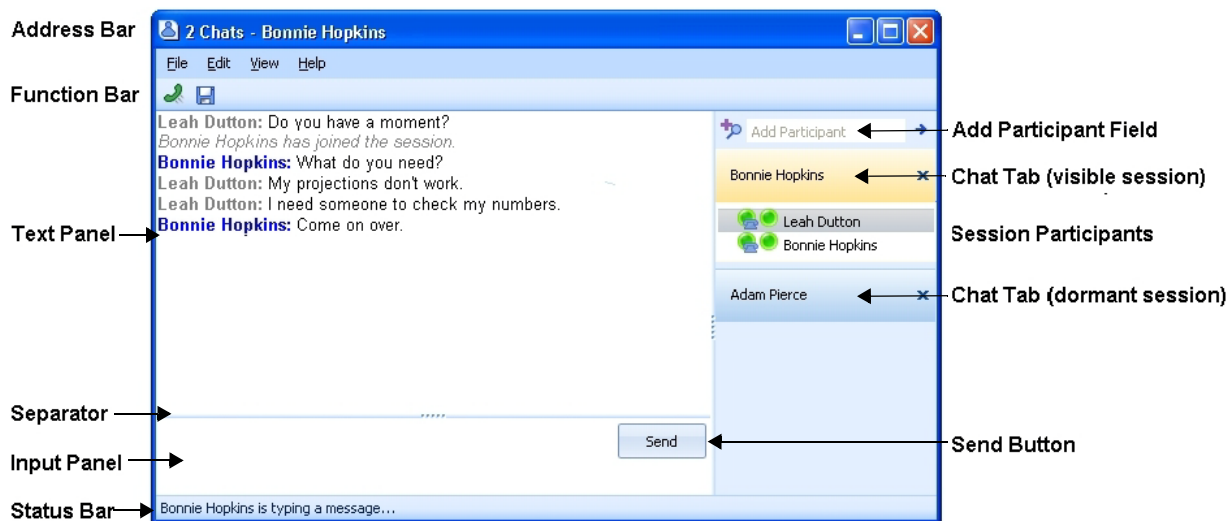 Address Bar
2 Chats - Bonnie Hopkins
File Edit View Help
Function Bar
Leah Dutton: Do you have a moment?
Bonnie Hopkins has joined the session.
Bonnie Hopkins: What do you need?
Leah Dutton: My projections don't work.
Leah Dutton: I need someone to check my numbers.
Bonnie Hopkins: Come on over.
Text Panel
Add Participant
Add Participant Field
Bonnie Hopkins
Chat Tab (visible session)
Leah Dutton
Bonnie Hopkins
Session Participants
Adam Pierce
Chat Tab (dormant session)
Separator
Send
Send Button
Input Panel
Status Bar
Bonnie Hopkins is typing a message...